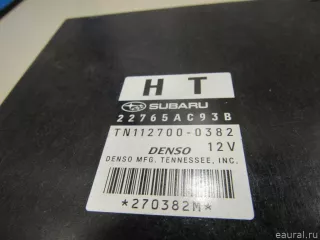 H T
SUBARU
22765AC93B
TN112700-0382
DENSO 12V
DENSO MFG. TENNESSEE, INC.
*270382M*
© eaural.ru